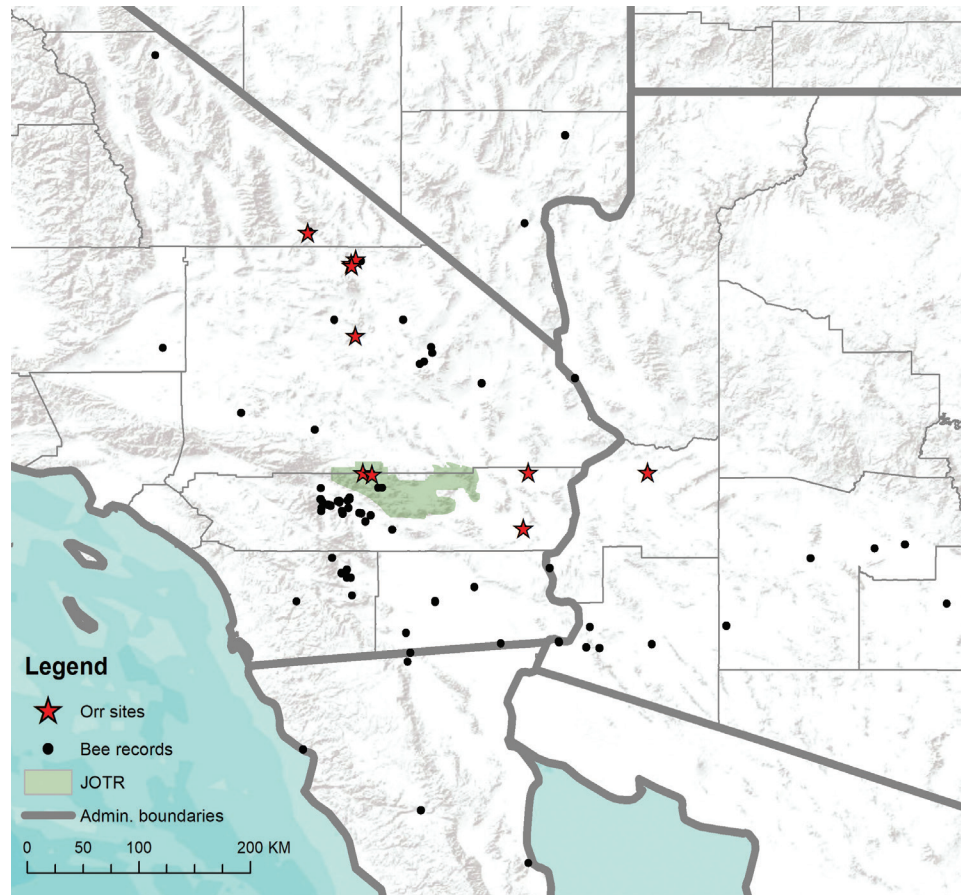 Legend
Orr sites
Bee records
JOTR
Admin. boundaries
0 50 100 200 KM